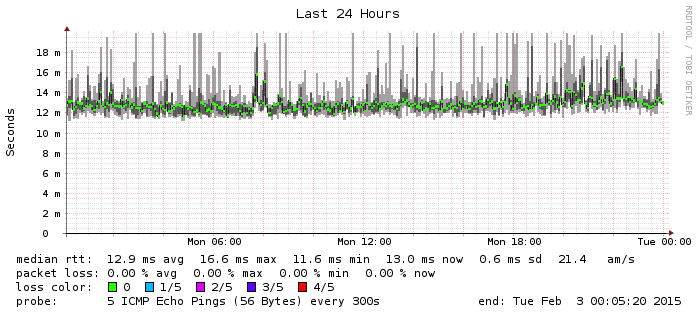 Last 24 Hours
RRDTOOL / TOBI OETIKER
Seconds
18 m
16 m
14 m
12 m
10 m
8 m
6 m
4 m
2 m
0
Mon 06:00 Mon 12:00 Mon 18:00 Tue 00:00
median rtt: 12.9 ms avg 16.6 ms max 11.6 ms min 13.0 ms now 0.6 ms sd 21.4 am/s
packet loss: 0.00 % avg 0.00 % max 0.00 % min 0.00 % now
loss color: 0 1/5 2/5 3/5 4/5
probe: 5 ICMP Echo Pings (56 Bytes) every 300s end: Tue Feb 3 00:05:20 2015